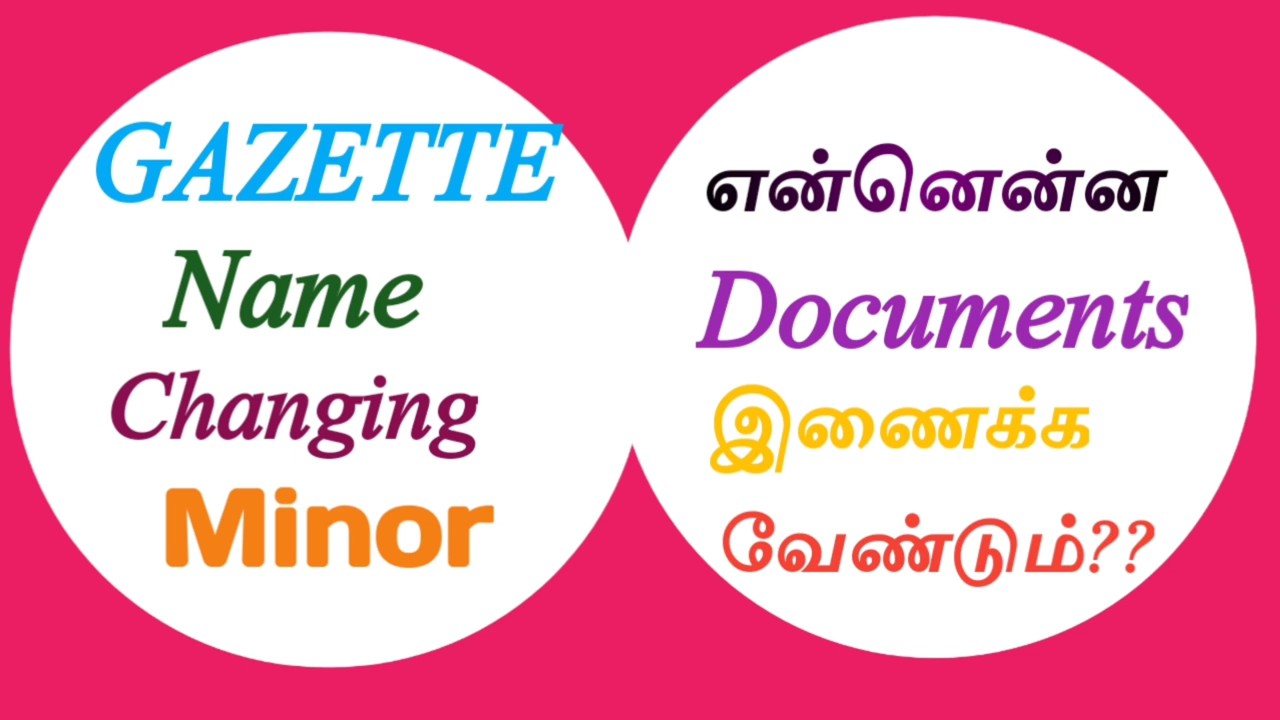 GAZETTE
Name
Changing
Minor
என்னென்ன
Documents
இணைக்க
வேண்டும்??